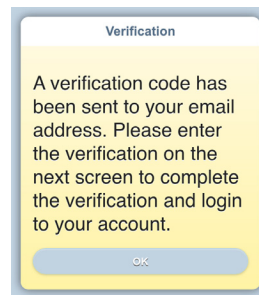 Verification
A verification code has
been sent to your email
address. Please enter
the verification on the
next screen to complete
the verification and login
to your account.
OK